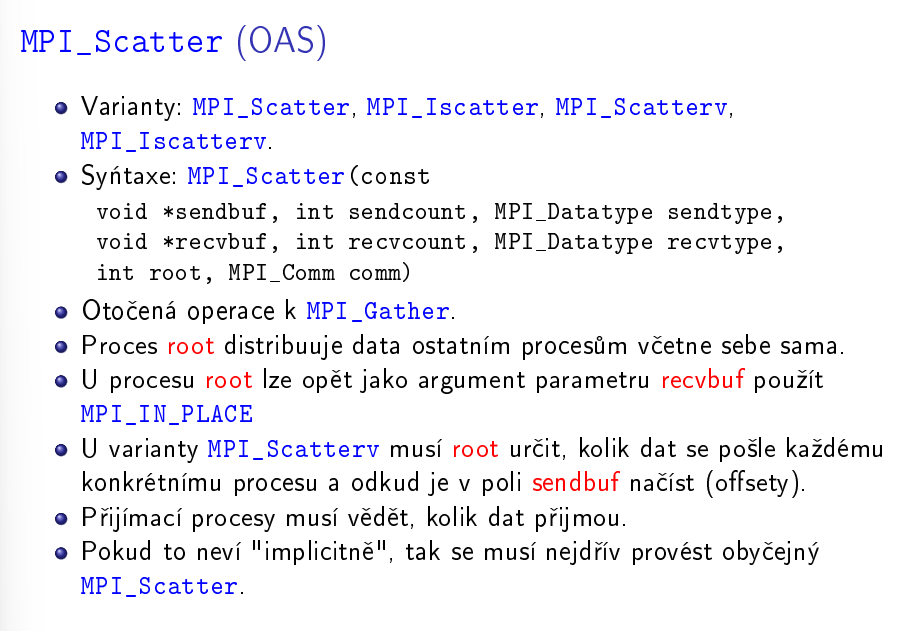 MPI_Scatter (OAS)
Varianty: MPI_Scatter, MPI_Iscatter, MPI_Scatterv,
MPI_Iscatterv.
Syńtaxe: MPI_Scatter(const
void *sendbuf, int sendcount, MPI_Datatype sendtype,
void *recvbuf, int recvcount, MPI_Datatype recvtype,
int root, MPI_Comm comm)
Otočená operace k MPI_Gather.
Proces root distribuuje data ostatním procesům včetne sebe sama.
U procesu root lze opět jako argument parametru recvbuf použít
MPI_IN_PLACE
U varianty MPI_Scatterv musí root určit, kolik dat se pošle každému
konkrétnímu procesu a odkud je v poli sendbuf načíst (offsety).
Přijímací procesy musí vědět, kolik dat přijmou.
Pokud to neví "implicitně", tak se musí nejdřív provést obyčejný
MPI_Scatter.